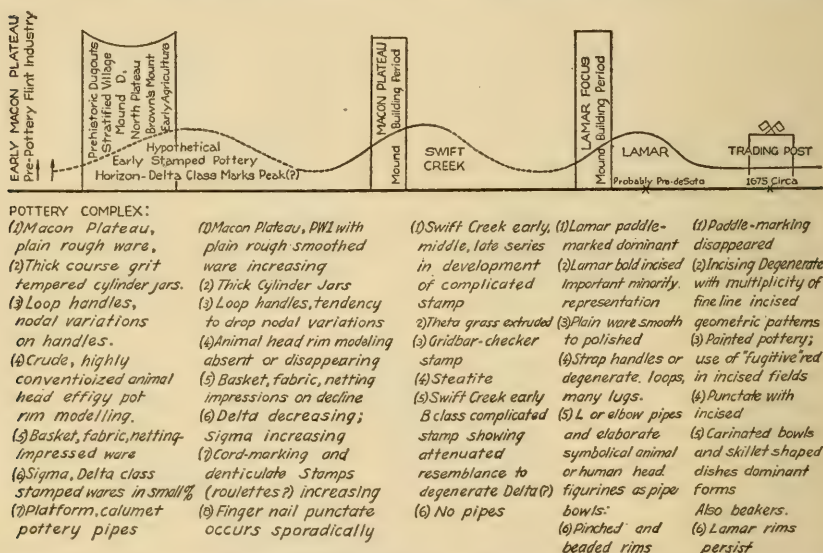 EARLY MACON PLATEAU
Pre-Pottery Flint Industry
Prehistoric Dugouts
Stratified Village
Mound D,
North Plateau
Brown's Mount
Early Agriculture
Hypothetical
Early Stamped Pottery
Horizon-Delta Class Marks Peak(?)
MACON PLATEAU
Mound Building Period
SWIFT
CREEK
LAMAR FOCUS
Mound Building Period
LAMAR
Probably Pre-deSoto
TRADING POST
1675 Circa
POTTERY COMPLEX:
(1)Macon Plateau,
plain rough ware,
(2)Thick course grit
tempered cylinder jars.
(3)Loop handles,
nodal variations
on handles.
(4)Crude, highly
conventioized animal
head effigy pot
rim modelling.
(5)Basket, fabric, netting-
impressed ware
(6)Sigma, Delta class
stamped wares in small%
(7)Platform, calumet
pottery pipes
(1)Macon Plateau, PW1 with
plain rough smoothed
ware increasing
(2) Thick Cylinder Jars
(3) Loop handles, tendency
to drop nodal variations
(4)Animal head rim modeling
absent or disappearing
(5) Basket, fabric, netting
impressions on decline
(6) Delta decreasing;
Sigma increasing
(7) Cord-marking and
denticulate stamps
(roulettes?) increasing
(8) Finger nail punctate
occurs sporadically
(1)Swift Creek early,
middle, late series
in development
of complicated
stamp
2)Theta grass extruded
(3) Gridbar-checker
stamp
(4) Steatite
(5)Swift Creek early
B class complicated
stamp showing
attenuated
resemblance to
degenerate Delta(?)
(6) No pipes
(1)Lamar paddle-
marked dominant
(2)Lamar bold incised
Important minority.
representation
(3)Plain ware smooth
to polished
(4)Strap handles or
degenerate, loops,
many lugs.
(5)L or elbow pipes
and elaborate
symbolical animal
or human head
figurines as pipe
bowls:
(6)Pinched and
beaded rims
(1)Paddle-marking
disappeared
(2)Incising Degenerate
with multiplicity of
fine line incised
geometric patterns
(3) Painted pottery;
use of "fugitive" red
in incised fields
(4) Punctate with
incised
(5) Carinated bowls
and skillet shaped
dishes dominant
forms
Also beakers.
(6) Lamar rims
persist